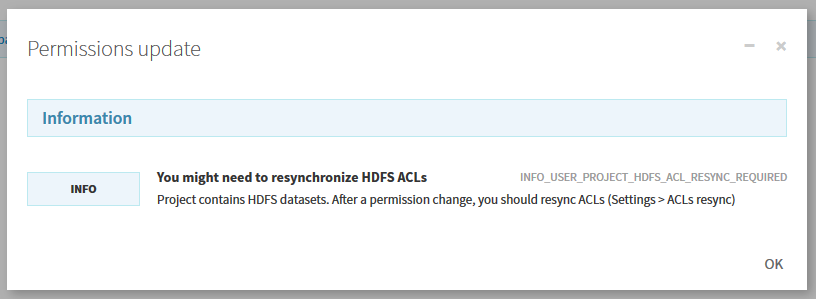 Permissions update
Information
INFO
You might need to resynchronize HDFS ACLs
INFO_USER_PROJECT_HDFS_ACL_RESYNC_REQUIRED
Project contains HDFS datasets. After a permission change, you should resync ACLs (Settings > ACLs resync)
OK